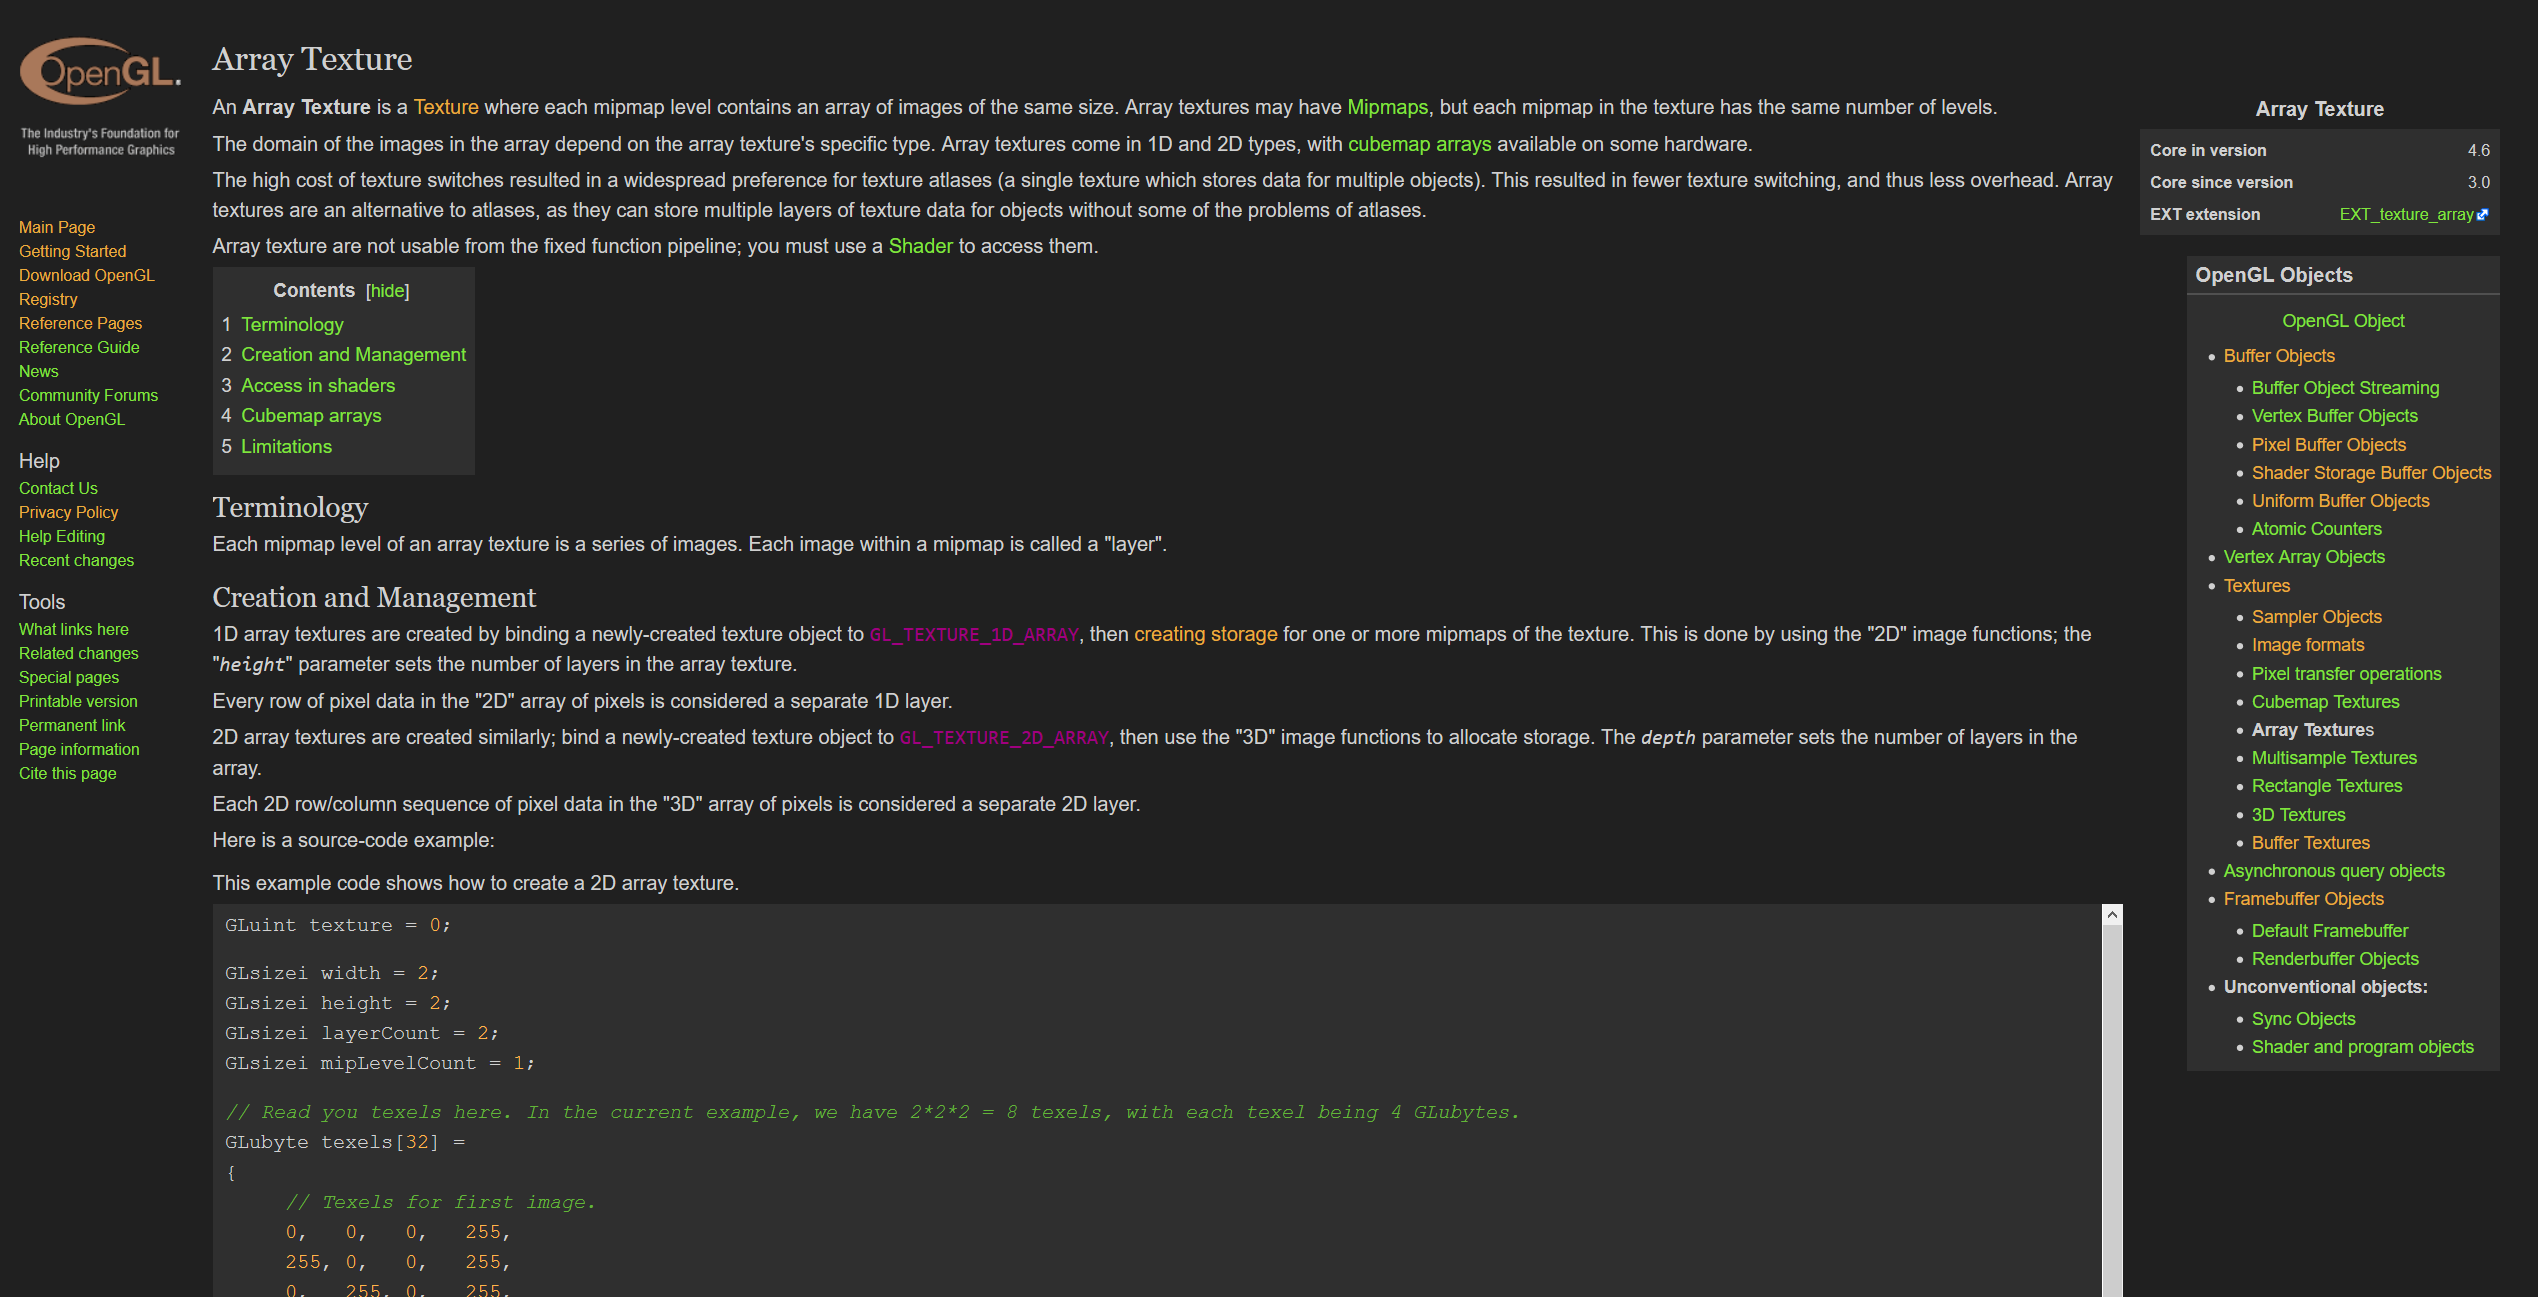 OpenGL.
The Industry's Foundation for
High Performance Graphics
Main Page
Getting Started
Download OpenGL
Registry
Reference Pages
Reference Guide
News
Community Forums
About OpenGL
Help
Contact Us
Privacy Policy
Help Editing
Recent changes
Tools
What links here
Related changes
Special pages
Printable version
Permanent link
Page information
Cite this page
Array Texture
An Array Texture is a Texture where each mipmap level contains an array of images of the same size. Array textures may have Mipmaps, but each mipmap in the texture has the same number of levels.
The domain of the images in the array depend on the array texture's specific type. Array textures come in 1D and 2D types, with cubemap arrays available on some hardware.
The high cost of texture switches resulted in a widespread preference for texture atlases (a single texture which stores data for multiple objects). This resulted in fewer texture switching, and thus less overhead. Array
textures are an alternative to atlases, as they can store multiple layers of texture data for objects without some of the problems of atlases.
Array texture are not usable from the fixed function pipeline; you must use a Shader to access them.
Contents [hide]
1 Terminology
2 Creation and Management
3 Access in shaders
4 Cubemap arrays
5 Limitations
Terminology
Each mipmap level of an array texture is a series of images. Each image within a mipmap is called a "layer".
Creation and Management
1D array textures are created by binding a newly-created texture object to GL_TEXTURE_1D_ARRAY, then creating storage for one or more mipmaps of the texture. This is done by using the "2D" image functions; the
"height" parameter sets the number of layers in the array texture.
Every row of pixel data in the "2D" array of pixels is considered a separate 1D layer.
2D array textures are created similarly; bind a newly-created texture object to GL_TEXTURE_2D_ARRAY, then use the "3D" image functions to allocate storage. The depth parameter sets the number of layers in the
array.
Each 2D row/column sequence of pixel data in the "3D" array of pixels is considered a separate 2D layer.
Here is a source-code example:
This example code shows how to create a 2D array texture.
GLuint texture = 0;
GLsizei width = 2;
GLsizei height = 2;
GLsizei layerCount = 2;
GLsizei mipLevelCount = 1;
// Read you texels here. In the current example, we have 2*2*2 = 8 texels, with each texel being 4 GLubytes.
GLubyte texels[32] =
{
// Texels for first image.
0, 0, 0, 255,
255, 0, 0, 255,
0, 255, 0, 255,
Array Texture
Core in version 4.6
Core since version 3.0
EXT extension EXT_texture_array
OpenGL Objects
OpenGL Object
• Buffer Objects
• Buffer Object Streaming
• Vertex Buffer Objects
• Pixel Buffer Objects
• Shader Storage Buffer Objects
• Uniform Buffer Objects
• Atomic Counters
• Vertex Array Objects
• Textures
• Sampler Objects
• Image formats
• Pixel transfer operations
• Cubemap Textures
• Array Textures
• Multisample Textures
• Rectangle Textures
• 3D Textures
• Buffer Textures
• Asynchronous query objects
• Framebuffer Objects
• Default Framebuffer
• Renderbuffer Objects
• Unconventional objects:
• Sync Objects
• Shader and program objects